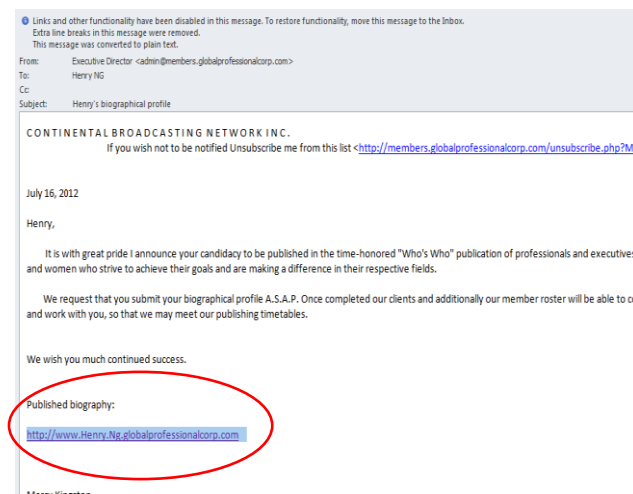 Links and other functionality have been disabled in this message. To restore functionality, move this message to the Inbox.
Extra line breaks in this message were removed.
This message was converted to plain text.
From: Executive Director <admin@members.globalprofessionalcorp.com>
To: Henry NG
Cc:
Subject: Henry's biographical profile
C O N T I N E N T A L B R O A D C A S T I N G N E T W O R K I N C .
If you wish not to be notified Unsubscribe me from this list <http://members.globalprofessionalcorp.com/unsubscribe.php?M
July 16, 2012
Henry,
It is with great pride I announce your candidacy to be published in the time-honored "Who's Who" publication of professionals and executives
and women who strive to achieve their goals and are making a difference in their respective fields.
We request that you submit your biographical profile A.S.A.P. Once completed our clients and additionally our member roster will be able to
and work with you, so that we may meet our publishing timetables.
We wish you much continued success.
Published biography:
http://www.Henry.Ng.globalprofessionalcorp.com